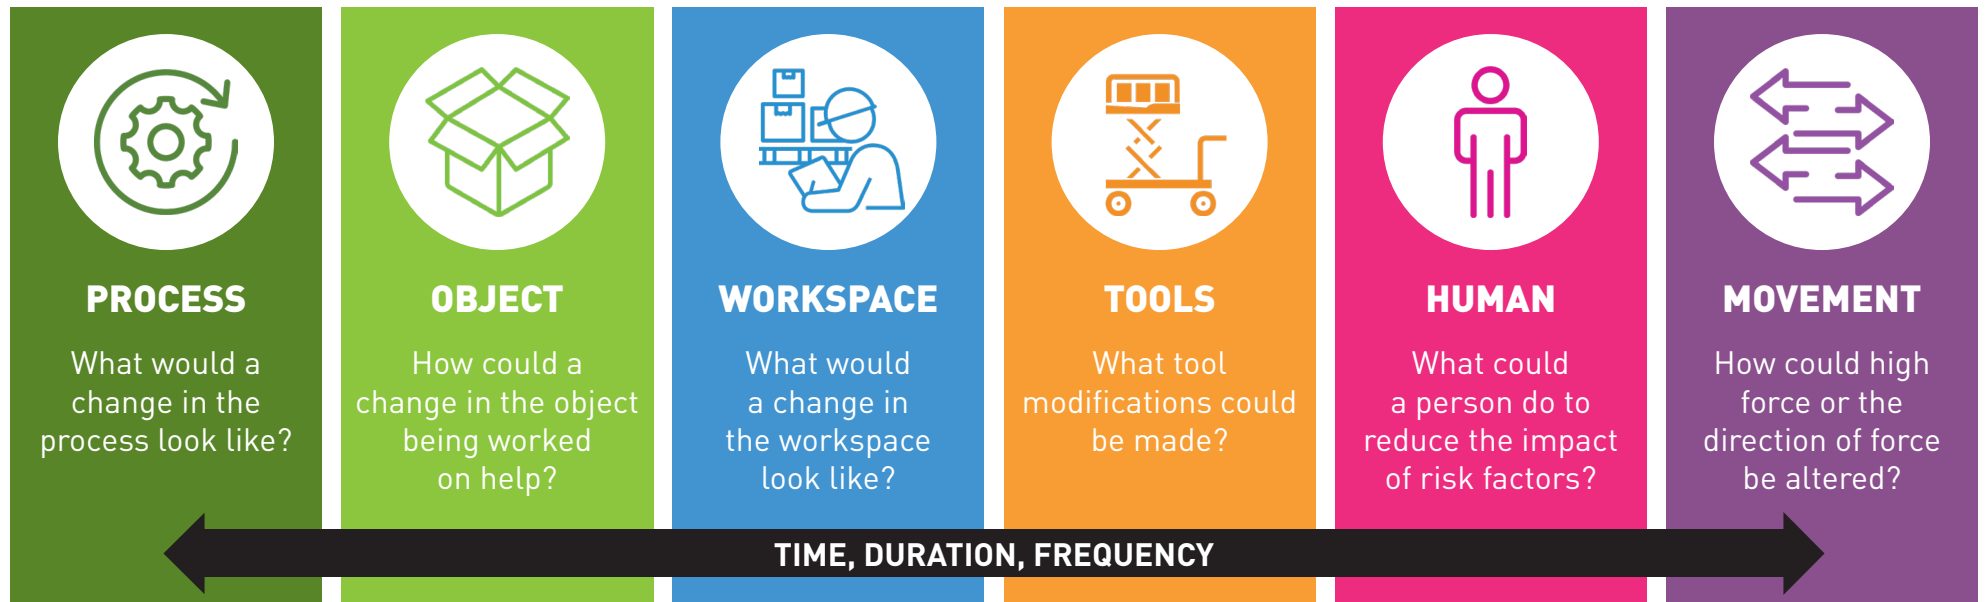 PROCESS
What would a
change in the
process look like?
OBJECT
How could a
change in the object
being worked
on help?
WORKSPACE
What would
a change in
the workspace
look like?
TOOLS
What tool
modifications could
be made?
HUMAN
What could
a person do to
reduce the impact
of risk factors?
MOVEMENT
How could high
force or the
direction of force
be altered?
TIME, DURATION, FREQUENCY